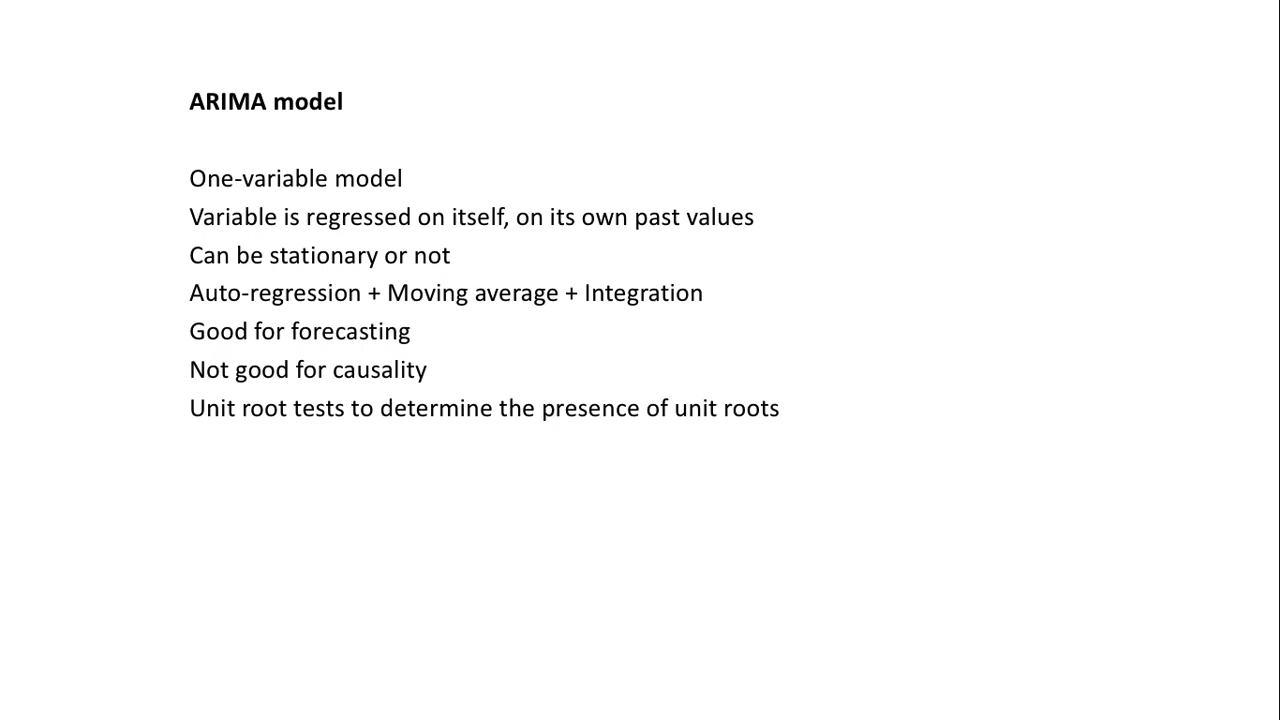 ARIMA model
One-variable model
Variable is regressed on itself, on its own past values
Can be stationary or not
Auto-regression + Moving average + Integration
Good for forecasting
Not good for causality
Unit root tests to determine the presence of unit roots